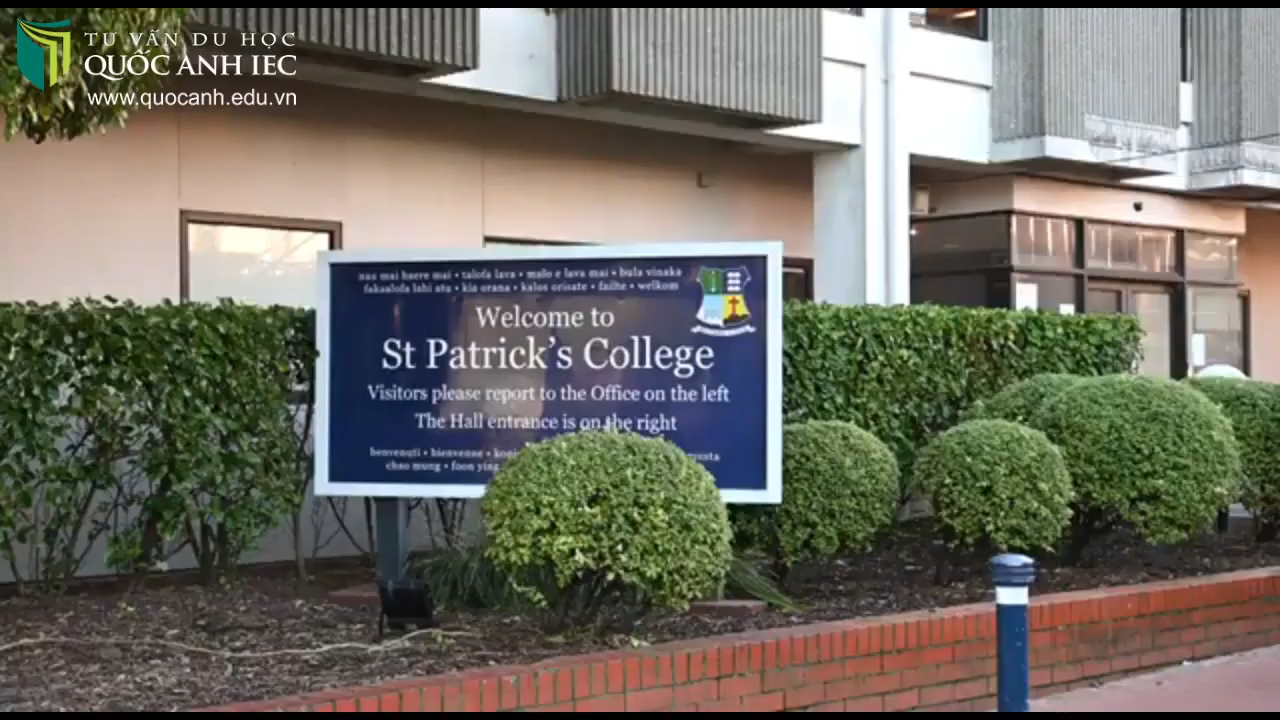 TƯ VẤN DU HỌC
QUỐC ANH IEC
www.quocanh.edu.vn
nau mai haere mai • talofa lava • malo e lava mai • bula vinaka
fakaalofa lahi atu • kia orana • kalos orisate • failte • welkom
Welcome to
St Patrick's College
Visitors please report to the Office on the left
The Hall entrance is on the right
benvenuti • bienvenue •
chao mung • foon ying